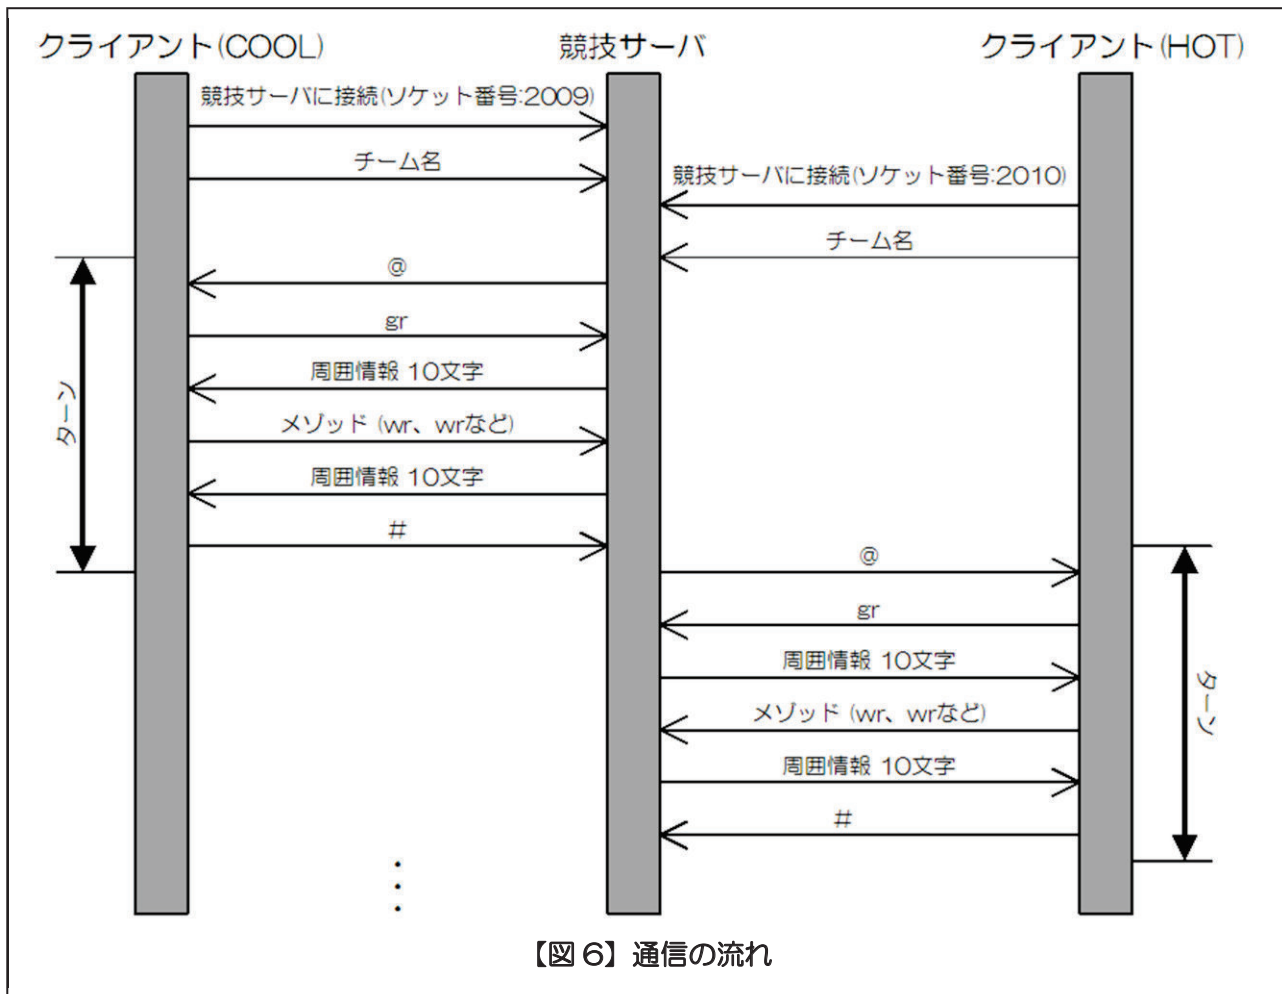 クライアント(COOL)
競技サーバ
クライアント(HOT)
競技サーバに接続(ソケット番号:2009)
チーム名
競技サーバに接続(ソケット番号:2010)
チーム名
@
gr
周囲情報 10文字
メゾッド (wr、wrなど)
周囲情報 10文字
#
ターン
@
gr
周囲情報 10文字
メゾッド (wr、wrなど)
周囲情報 10文字
#
ターン
【図 6】通信の流れ